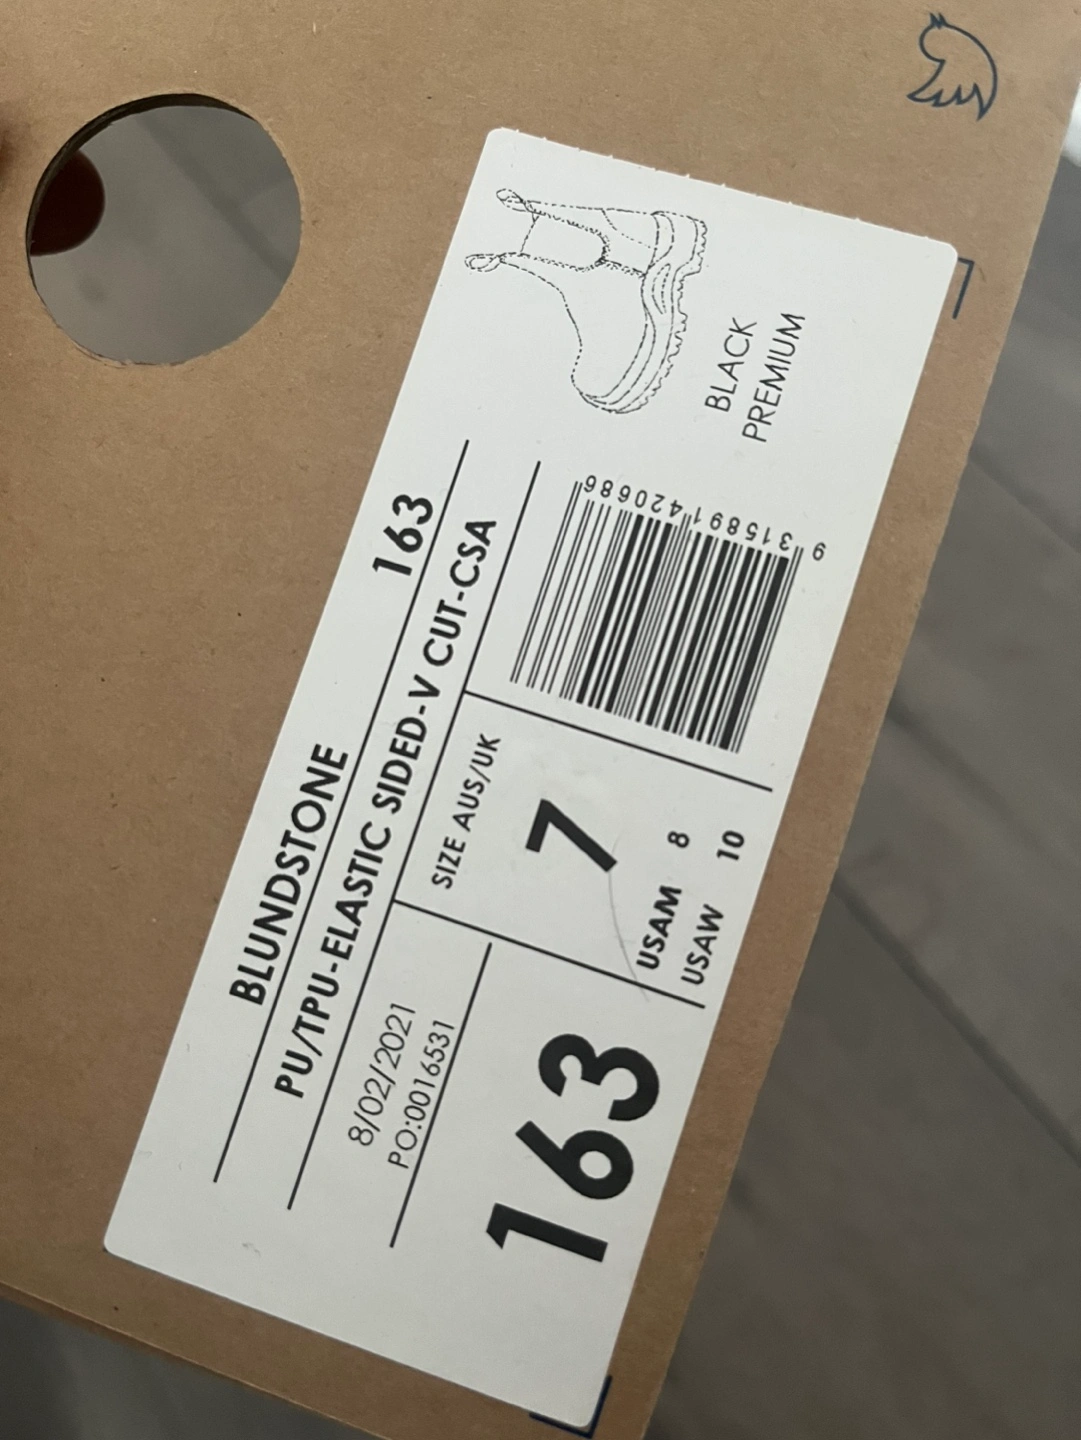 BLUNDSTONE 163
PU/TPU-ELASTIC SIDED-V CUT-CSA
8/02/2021
PO:0016531
163
SIZE AUS/UK
7
USAM 8
USAW 10
9 315891 420686
BLACK
PREMIUM